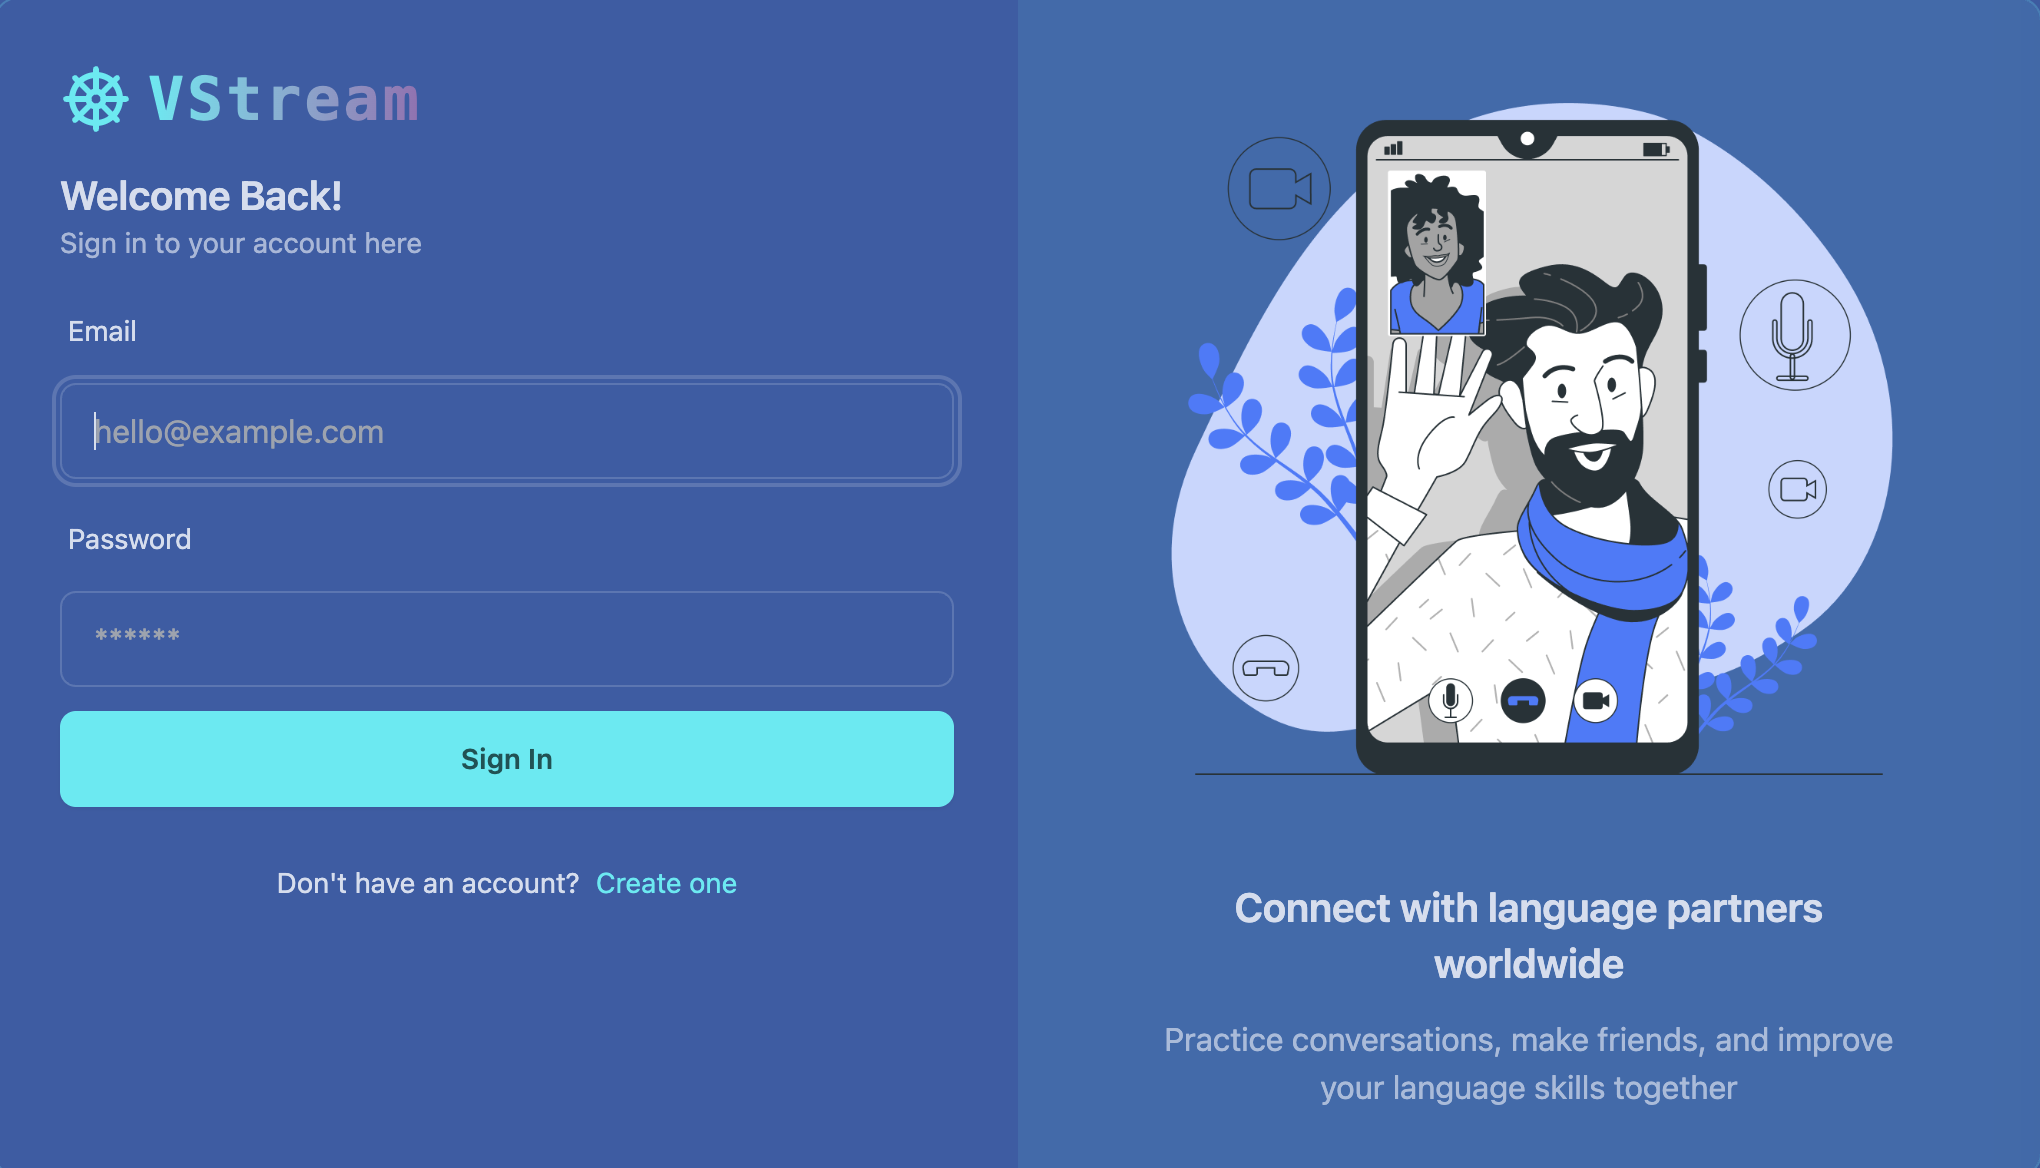 VStream
Welcome Back!
Sign in to your account here
Email
hello@example.com
Password
******
Sign In
Don't have an account? Create one
Connect with language partners
worldwide
Practice conversations, make friends, and improve
your language skills together